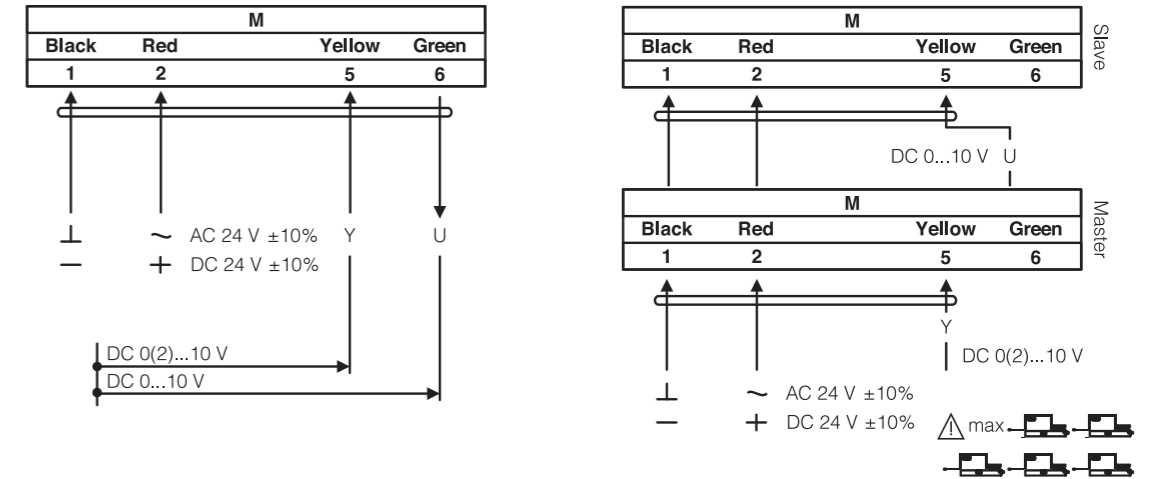 M
Black Red Yellow Green
1 2 5 6
⊥ ~ AC 24 V ±10% Y U
− + DC 24 V ±10%
DC 0(2)...10 V
DC 0...10 V
M
Black Red Yellow Green
1 2 5 6
Slave
DC 0...10 V U
M
Black Red Yellow Green
1 2 5 6
Master
Y
DC 0(2)...10 V
⊥ ~ AC 24 V ±10%
− + DC 24 V ±10%
max